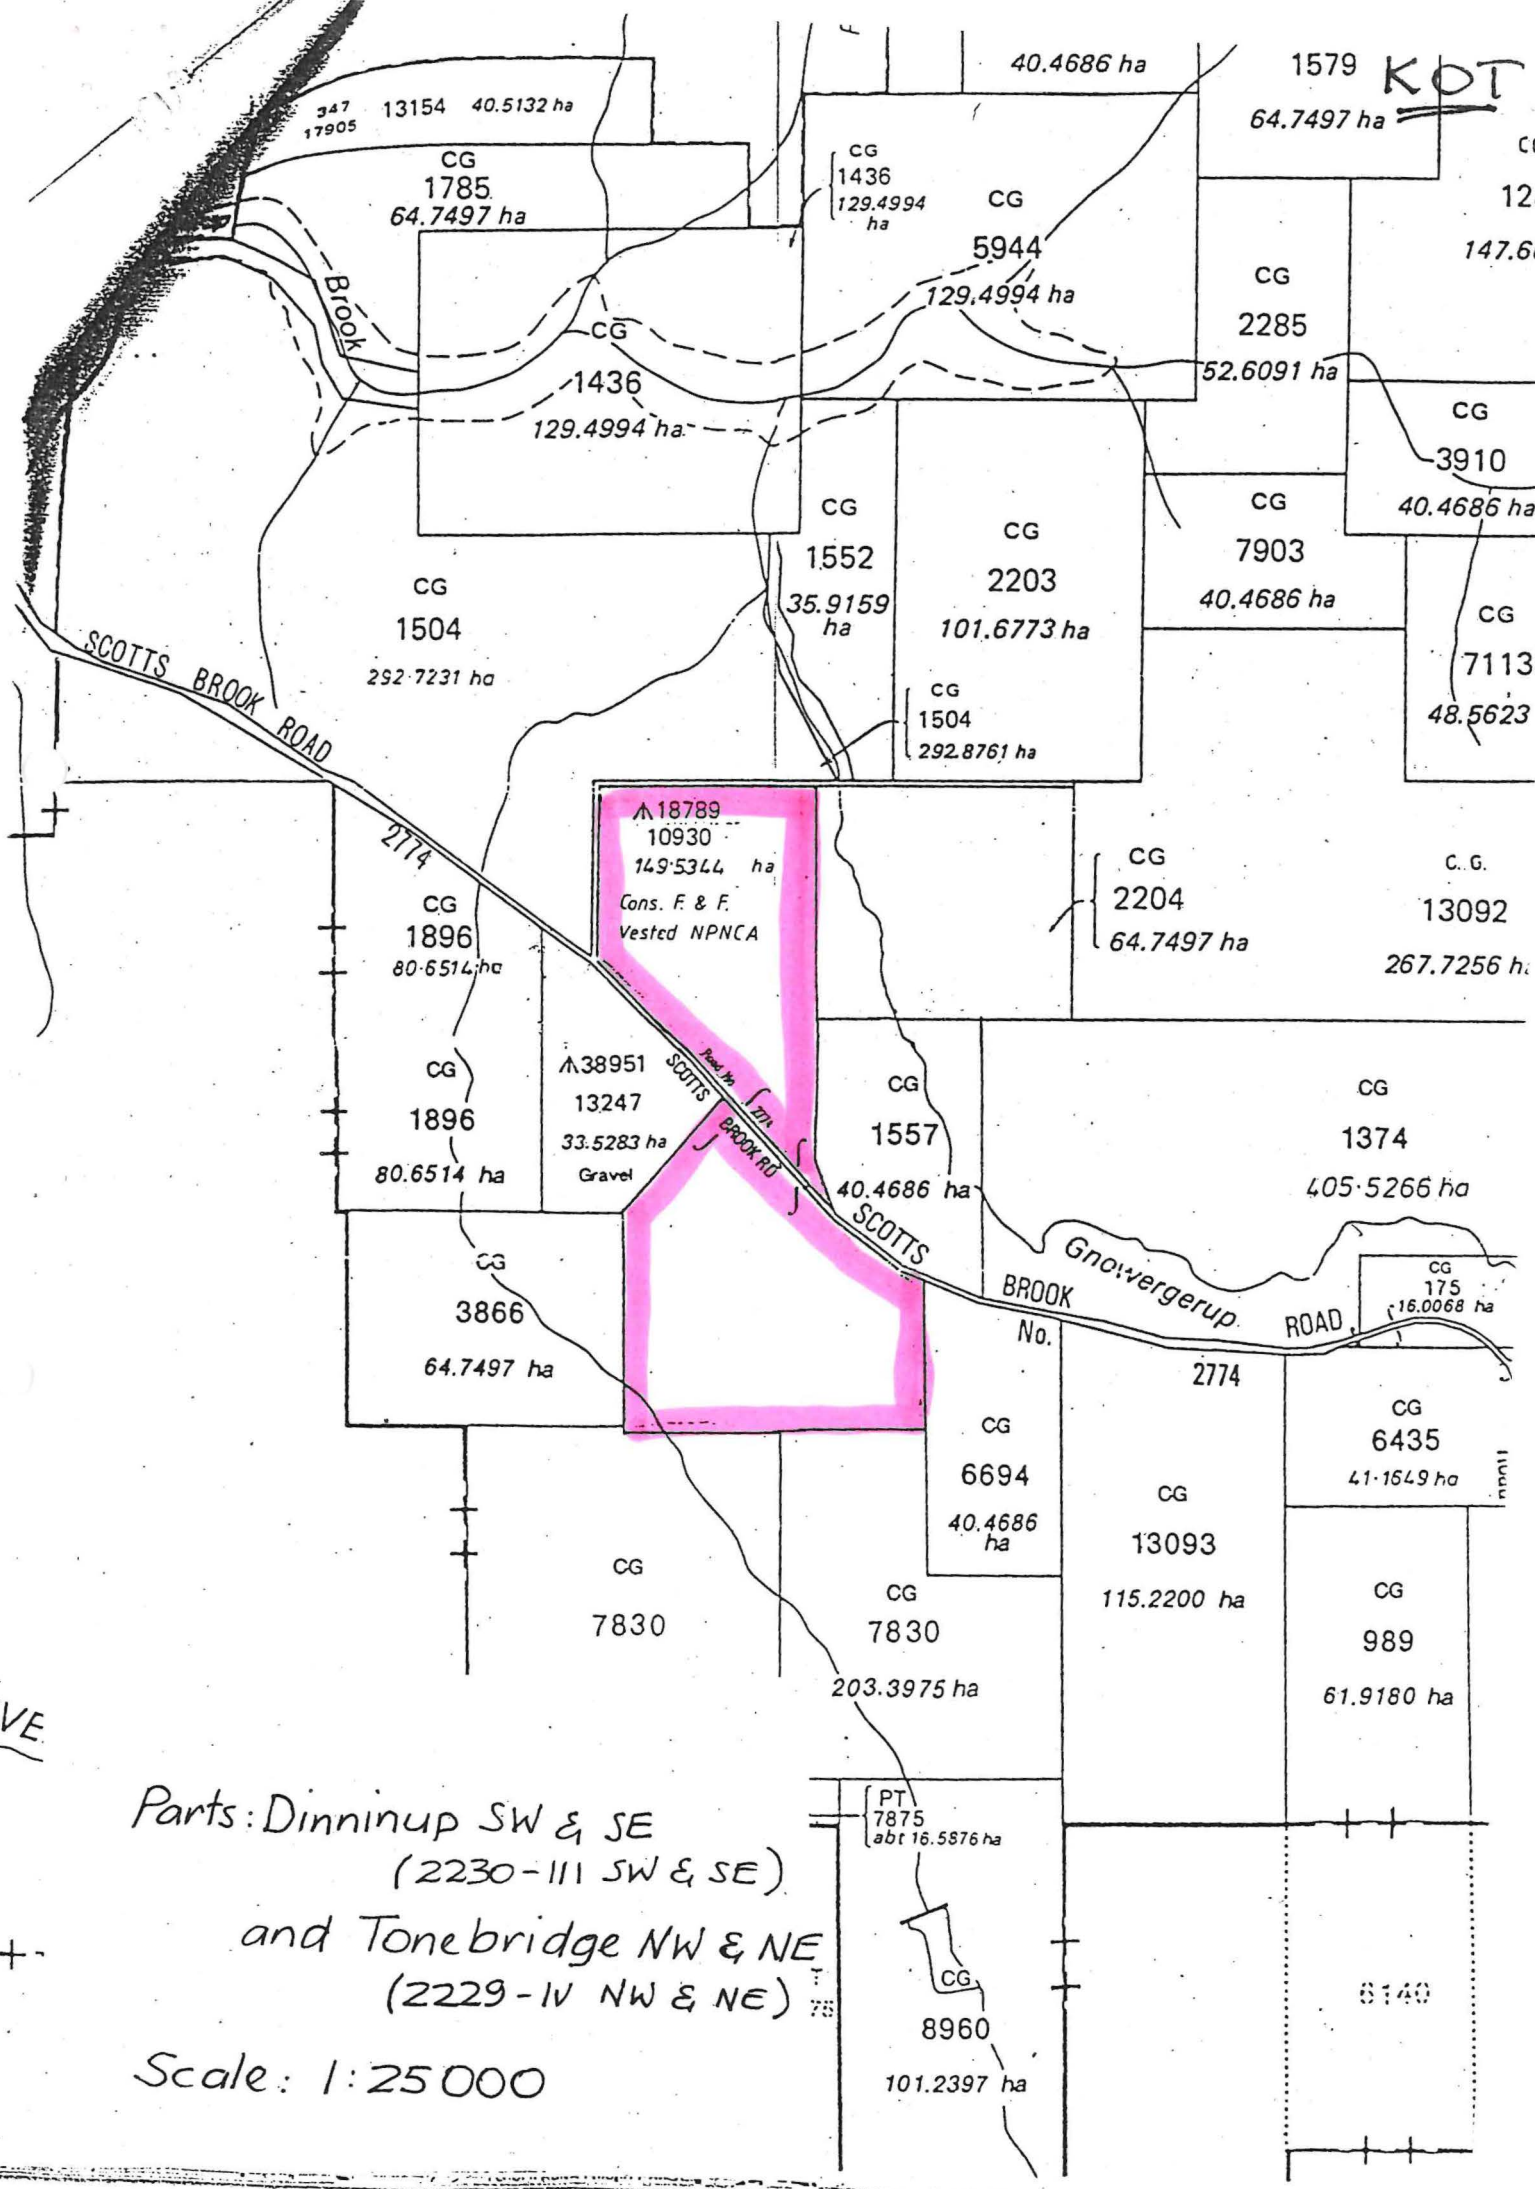 40.4686 ha
1579
KOT
64.7497 ha
347
17905
13154
40.5132 ha
CG
1785
64.7497 ha
CG
1436
129.4994
ha
CG
5944
129.4994 ha
CG
2285
52.6091 ha
Brook
CG
1436
129.4994 ha
CG
3910
40.4686 ha
CG
1552
35.9159
ha
CG
2203
101.6773 ha
CG
7903
40.4686 ha
CG
1504
292.7231 ha
CG
7113
48.5623
SCOTTS BROOK ROAD
CG
1504
292.8761 ha
2774
18789
10930
149.5344 ha
Cons. F. & F.
Vested NPNCA
CG
2204
64.7497 ha
C.G.
13092
267.7256 h
CG
1896
80.6514 ha
CG
1896
80.6514 ha
38951
13247
33.5283 ha
Gravel
SCOTTS
BROOK RD
Road No
2774
CG
1557
40.4686 ha
CG
1374
405.5266 ha
SCOTTS
BROOK
ROAD
No.
2774
Gnowergerup
CG
175
16.0068 ha
CG
3866
64.7497 ha
CG
6694
40.4686
ha
CG
6435
41.1649 ha
CG
13093
115.2200 ha
CG
7830
CG
7830
203.3975 ha
CG
989
61.9180 ha
VE
PT
7875
abt 16.5876 ha
Parts: Dinninup SW & SE
(2230-III SW & SE)
and Tonebridge NW & NE
(2229-IV NW & NE)
CG
8960
101.2397 ha
6140
Scale: 1:25000